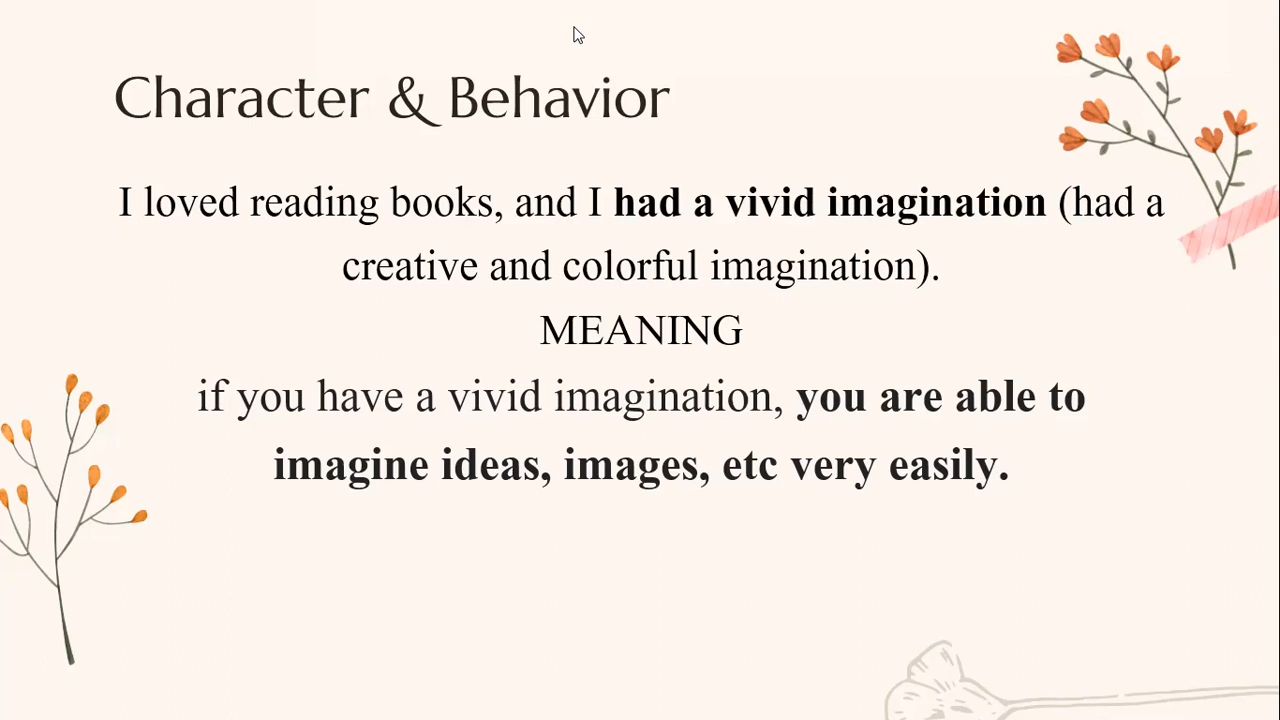 Character & Behavior
I loved reading books, and I had a vivid imagination (had a
creative and colorful imagination).
MEANING
if you have a vivid imagination, you are able to
imagine ideas, images, etc very easily.